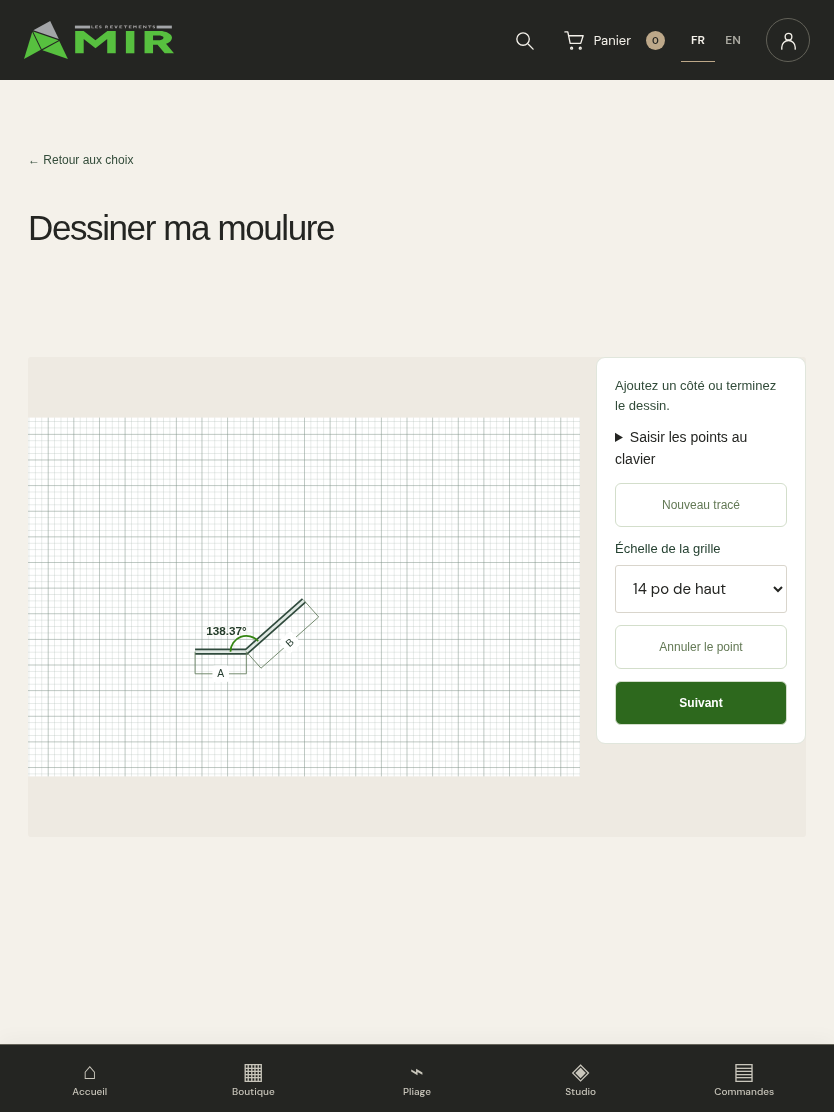 LES REVÊTEMENTS
MIR
Panier 0 FR EN
← Retour aux choix
Dessiner ma moulure
Ajoutez un côté ou terminez
le dessin.
▶ Saisir les points au
clavier
Nouveau tracé
Échelle de la grille
14 po de haut
Annuler le point
Suivant
138.37°
A
B
Accueil Boutique Pliage Studio Commandes